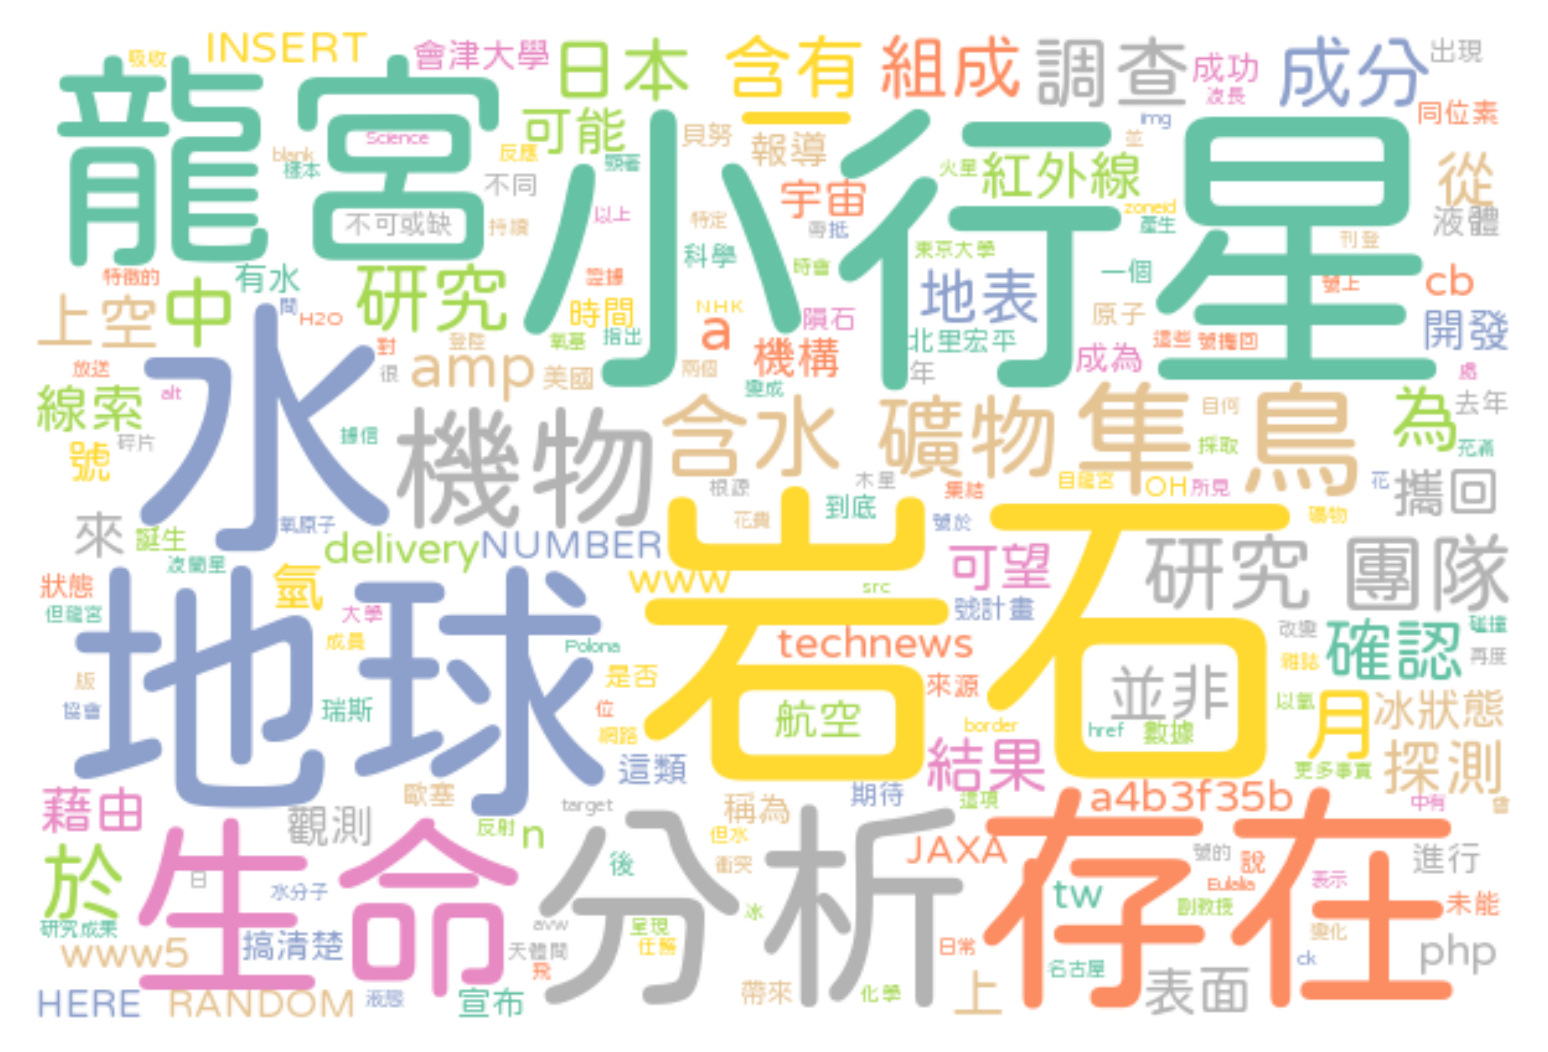 吸收 INSERT 會津大學 日本 含有 組成 調查 成功 成分 出現
龍宮 小行星
Science 可能 波長 img 同位素
blank 樣本 反應 顯著 貝努 報導 並 火星 紅外線 從
不同 以上 宇宙 zoneid 液體
不可或缺 持續 特定 抵 產生 刊登
特徵的 有水 科學 時會 東京大學 一個 號上 cb
上空 中 研究 證據 地表
間 H2O 時間 NHK 隕石 原子 開發
登陸 氧基 指出 a 機構 北里宏平 成為 這些 號攜回
放送 對 很 amp 美國 兩個 年 處
水 變成
線索 alt 機物 含水 礦物 隼鳥 自何 為 去年
號 碎片 據信 採取 充滿
根源 木星 集結 自龍宮 OH 所見 花 攜回
來 誕生 氧原子 花費 到底 號於 礦物
岩石
波蘭星 delivery NUMBER 可望 研究 團隊
狀態 氫 www src 號計畫
但龍宮 大學 改變 確認 碰撞
地球 成員 Polona technews 雜誌 再度
版 是否 來源 並非 以氫 月 冰狀態
協會 瑞斯 位 航空 border href 數據
網路 這類 結果 更多事實 探測
藉由 歐塞 target 稱為 期待 這項 a4b3f35b 中有 會
觀測 反射 n 但水 JAXA 號的 說 進行
於 生命 分析 存在
日 水分子 後 衝突 tw Eulalia 表示 未能
研究成果 avw 呈現 冰 副教授
www5 搞清楚 天體間 任務 日常 變化 php
飛 名古屋 ck
HERE RANDOM 液態 宣布 帶來 化學 上 表面